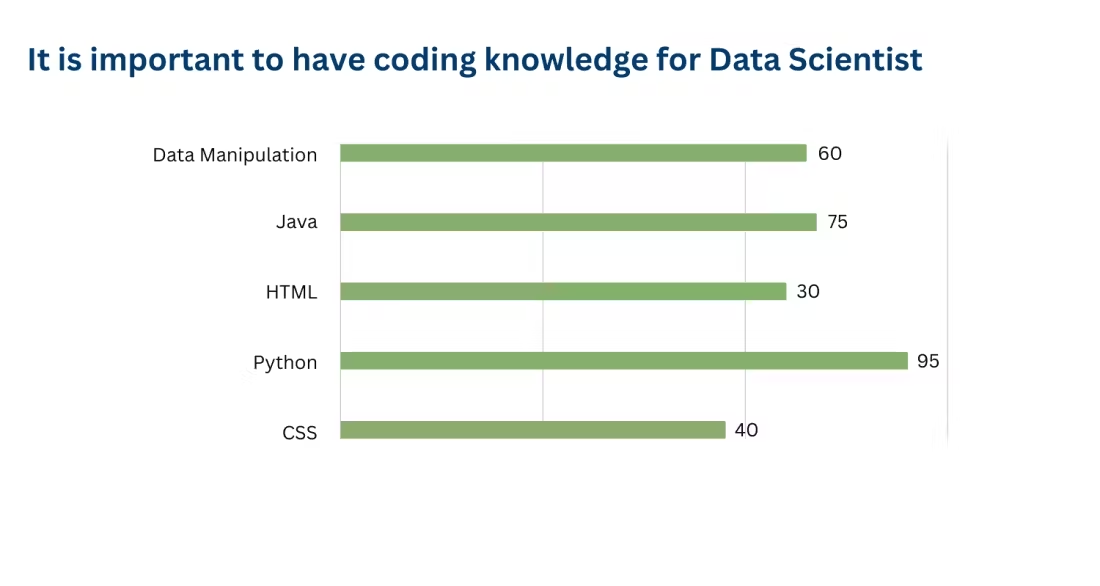 It is important to have coding knowledge for Data Scientist
Data Manipulation 60
Java 75
HTML 30
Python 95
CSS 40